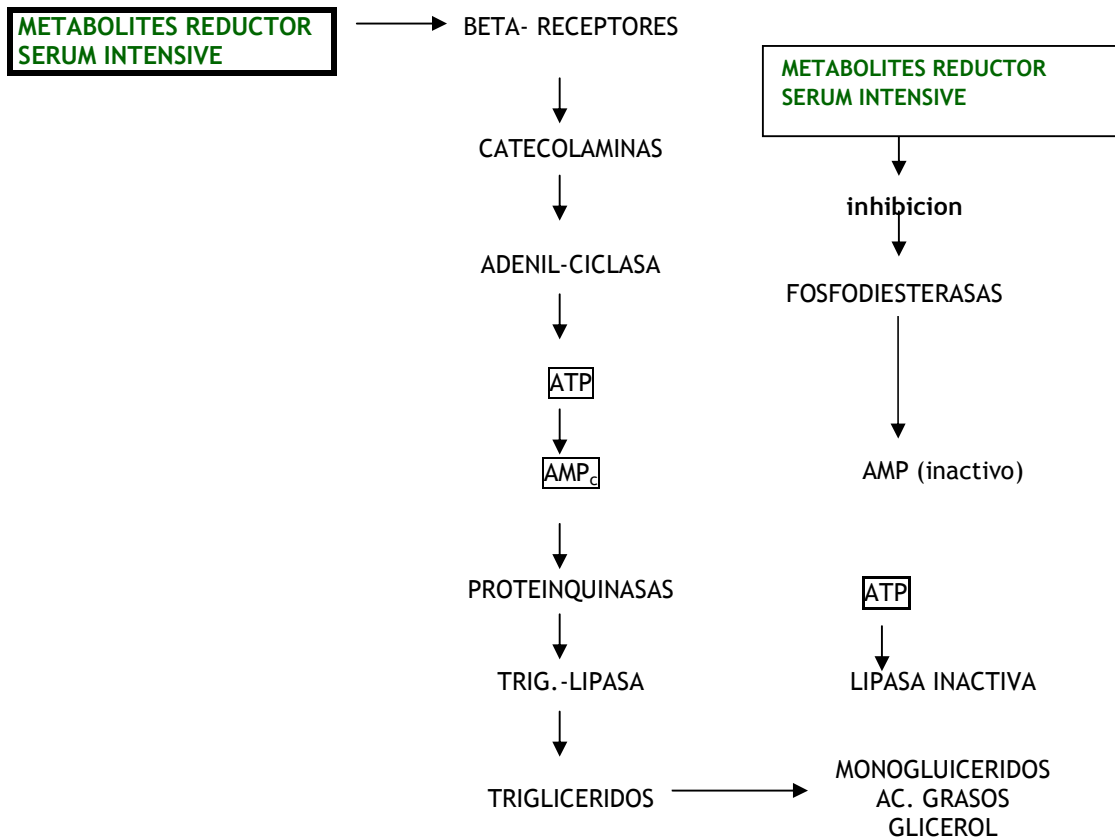 METABOLITES REDUCTOR
SERUM INTENSIVE
BETA- RECEPTORES
CATECOLAMINAS
ADENIL-CICLASA
ATP
AMPc
PROTEINQUINASAS
TRIG.-LIPASA
TRIGLICERIDOS
METABOLITES REDUCTOR
SERUM INTENSIVE
inhibicion
FOSFODIESTERASAS
AMP (inactivo)
ATP
LIPASA INACTIVA
MONOGLUICERIDOS
AC. GRASOS
GLICEROL